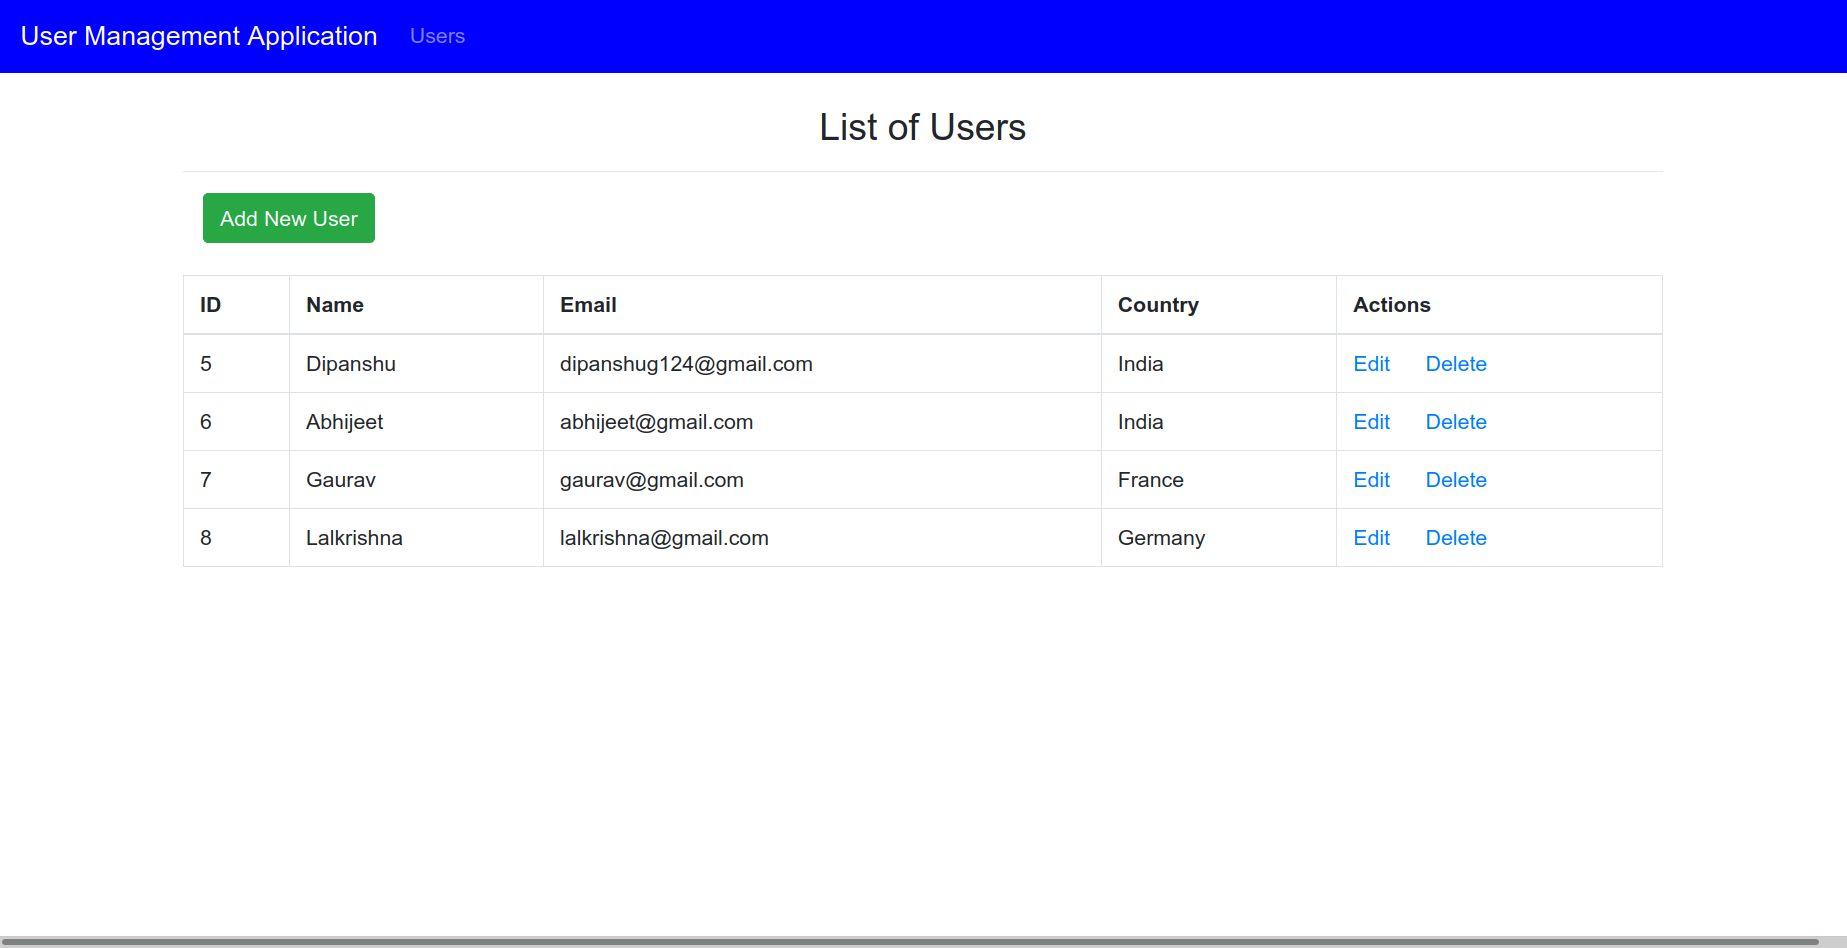 User Management Application Users
List of Users
Add New User
ID Name Email Country Actions
5 Dipanshu dipanshug124@gmail.com India Edit Delete
6 Abhijeet abhijeet@gmail.com India Edit Delete
7 Gaurav gaurav@gmail.com France Edit Delete
8 Lalkrishna lalkrishna@gmail.com Germany Edit Delete